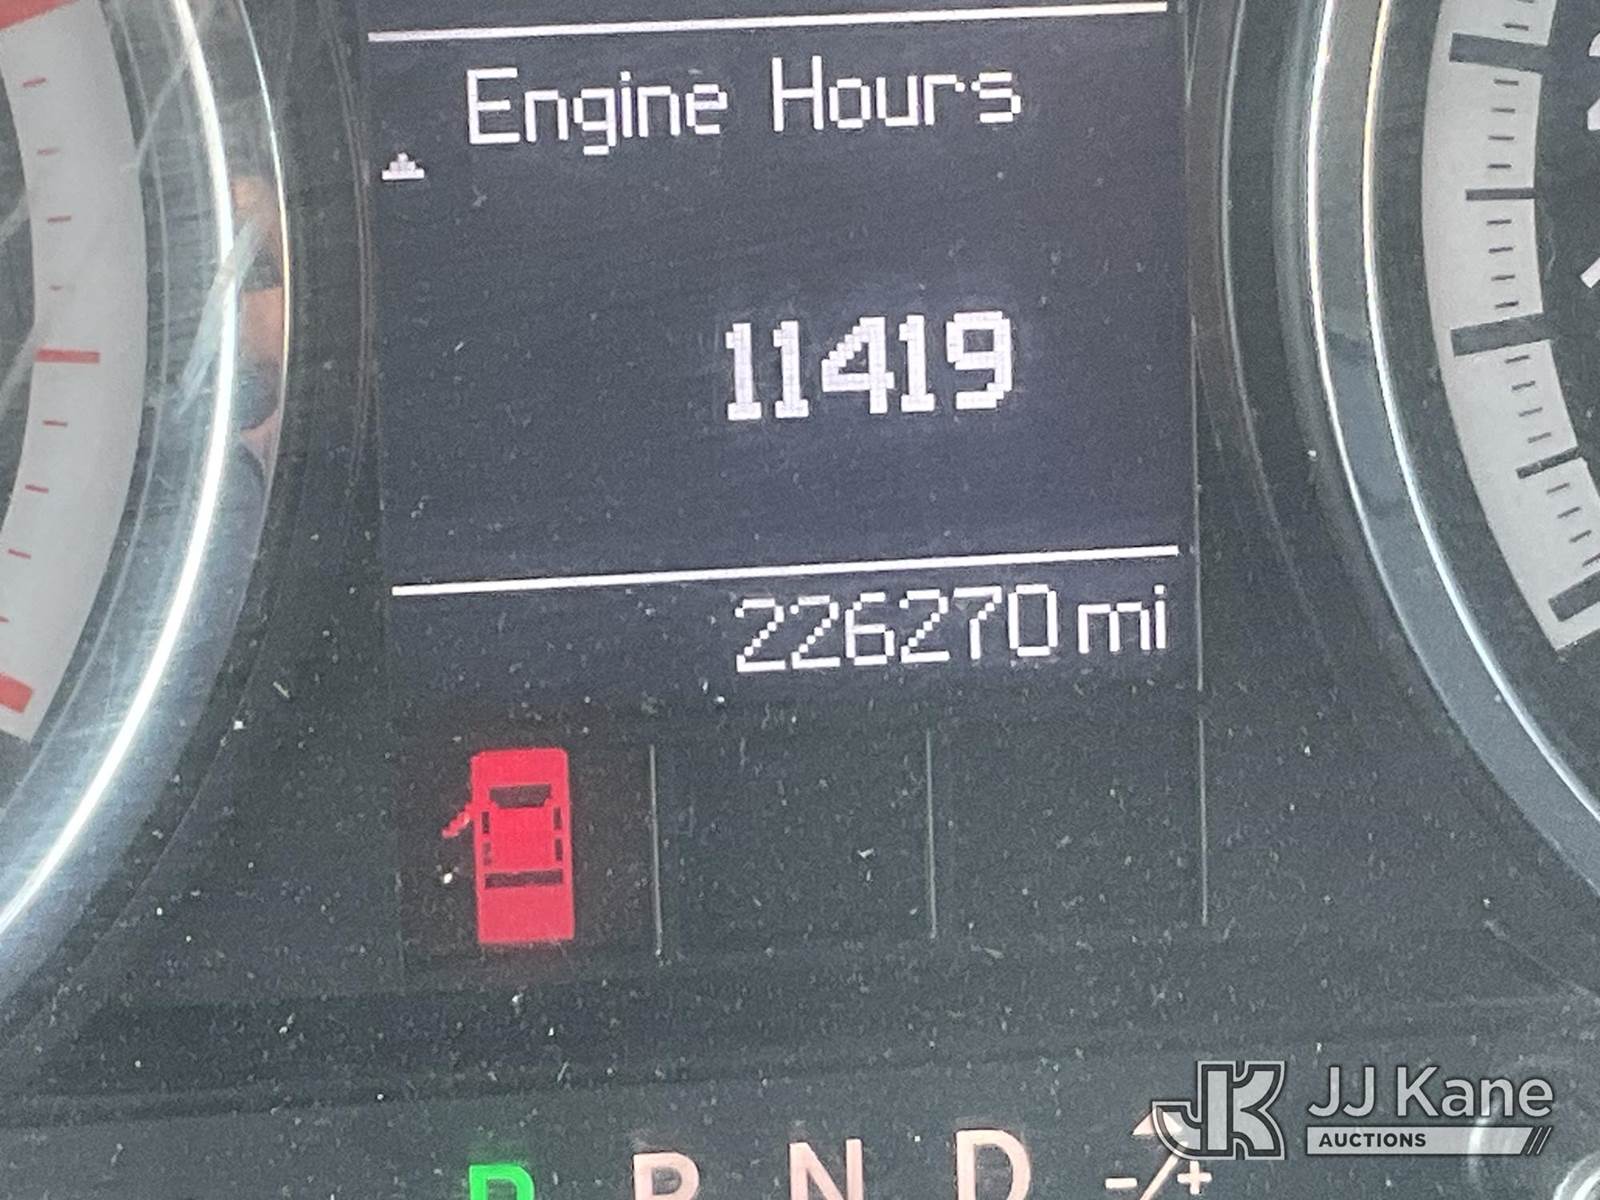 Engine Hours
11419
226270 mi
P R N D -/+
JJ Kane
AUCTIONS